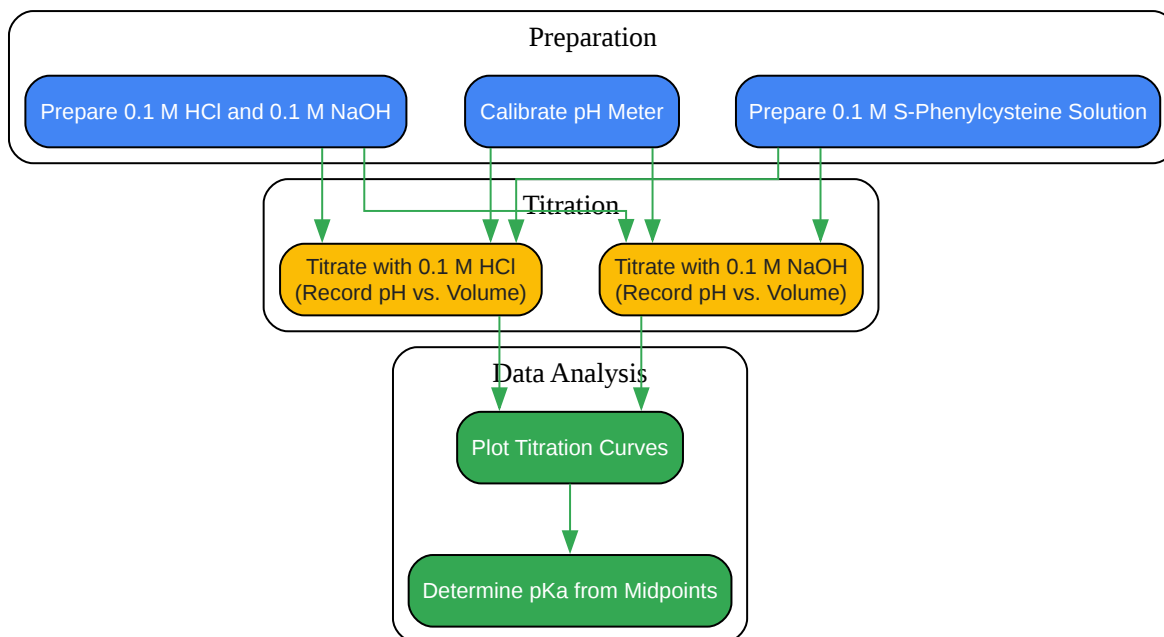 Preparation
Prepare 0.1 M HCl and 0.1 M NaOH
Calibrate pH Meter
Prepare 0.1 M S-Phenylcysteine Solution
Titration
Titrate with 0.1 M HCl
(Record pH vs. Volume)
Titrate with 0.1 M NaOH
(Record pH vs. Volume)
Data Analysis
Plot Titration Curves
Determine pKa from Midpoints